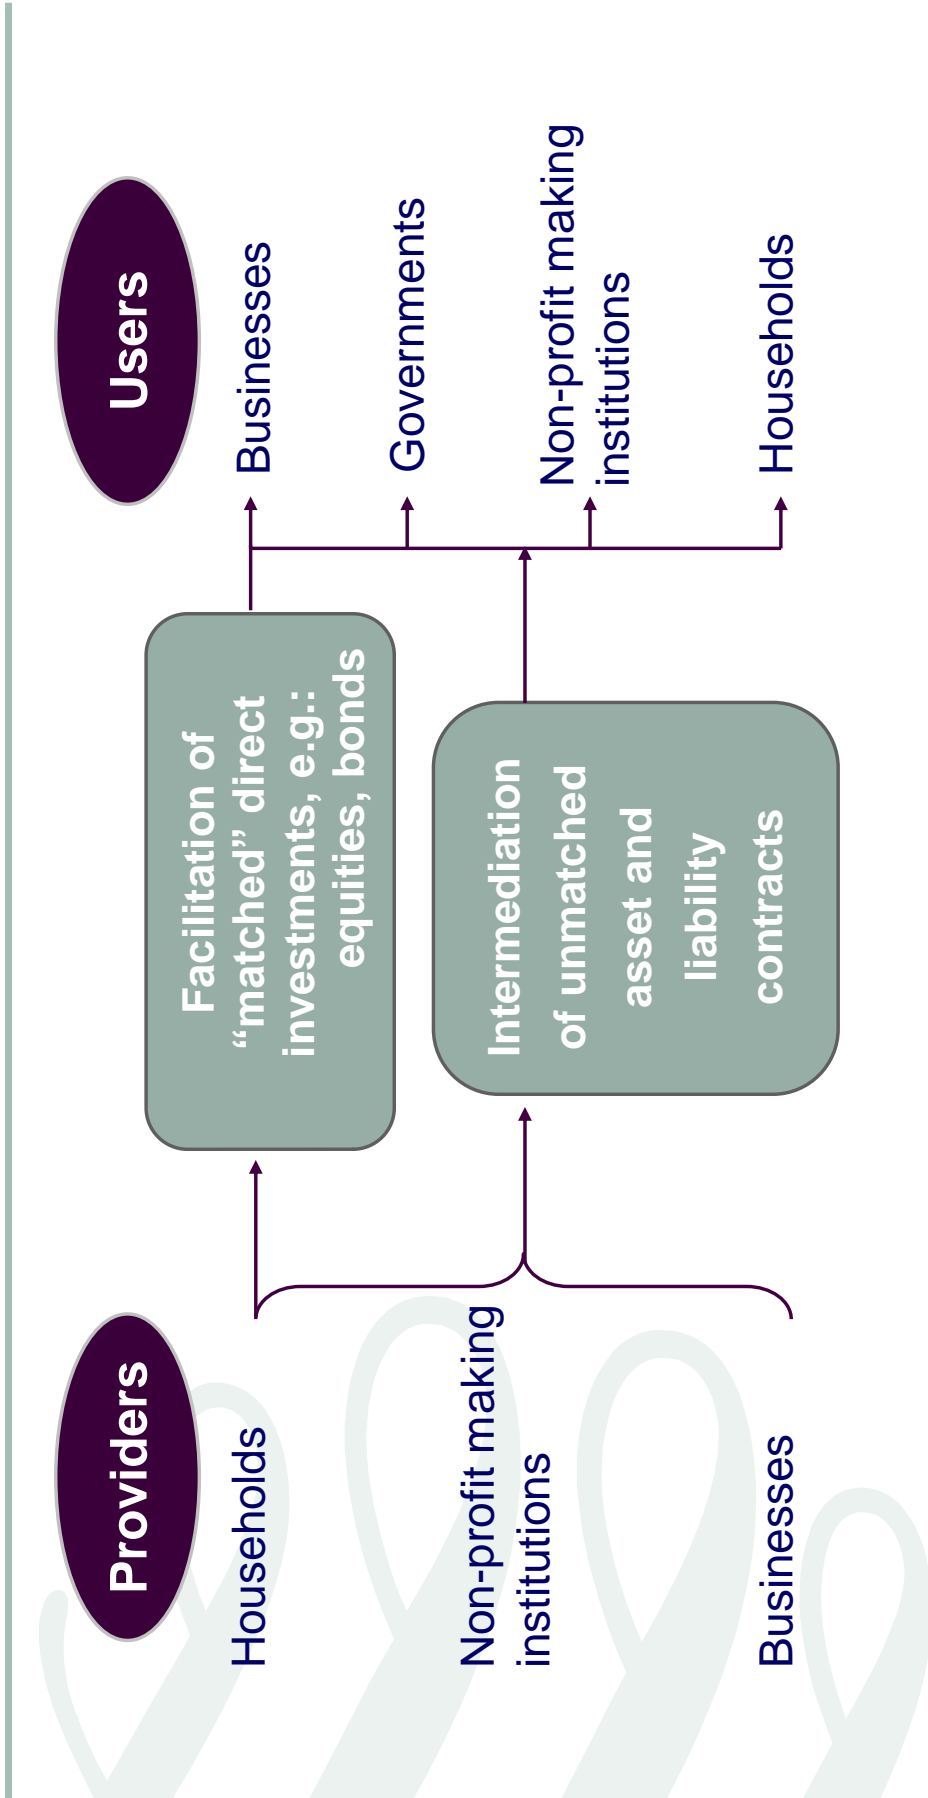 Providers
Users
Households
Non-profit making
institutions
Businesses
Facilitation of
“matched” direct
investments, e.g.:
equities, bonds
Intermediation
of unmatched
asset and
liability
contracts
Businesses
Governments
Non-profit making
institutions
Households